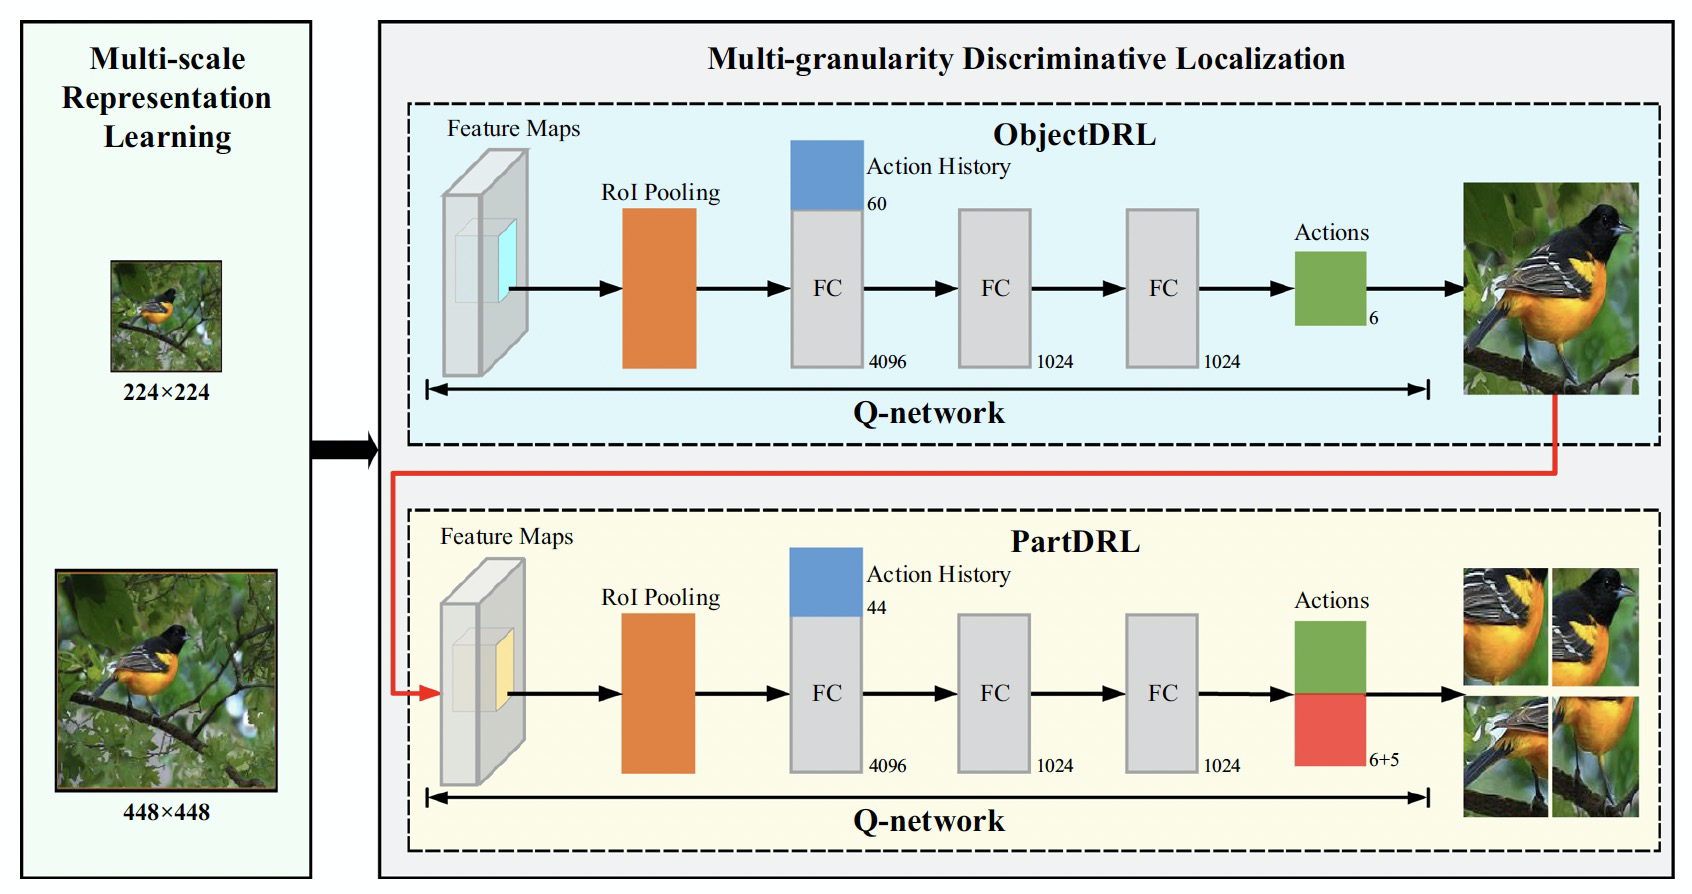 Multi-scale
Representation
Learning
224×224
448×448
Multi-granularity Discriminative Localization
ObjectDRL
Feature Maps
RoI Pooling
Action History
60
FC
4096
FC
1024
FC
1024
Actions
6
Q-network
PartDRL
Feature Maps
RoI Pooling
Action History
44
FC
4096
FC
1024
FC
1024
Actions
6+5
Q-network